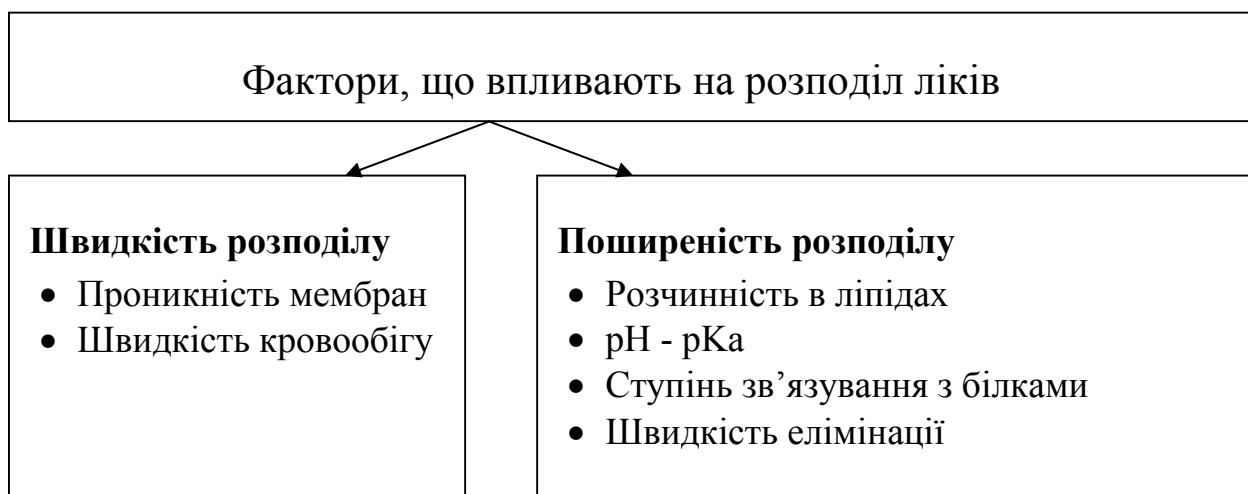 Фактори, що впливають на розподіл ліків
Швидкість розподілу
• Проникність мембран
• Швидкість кровообігу
Поширеність розподілу
• Розчинність в ліпідах
• pH - pKa
• Ступінь зв’язування з білками
• Швидкість елімінації